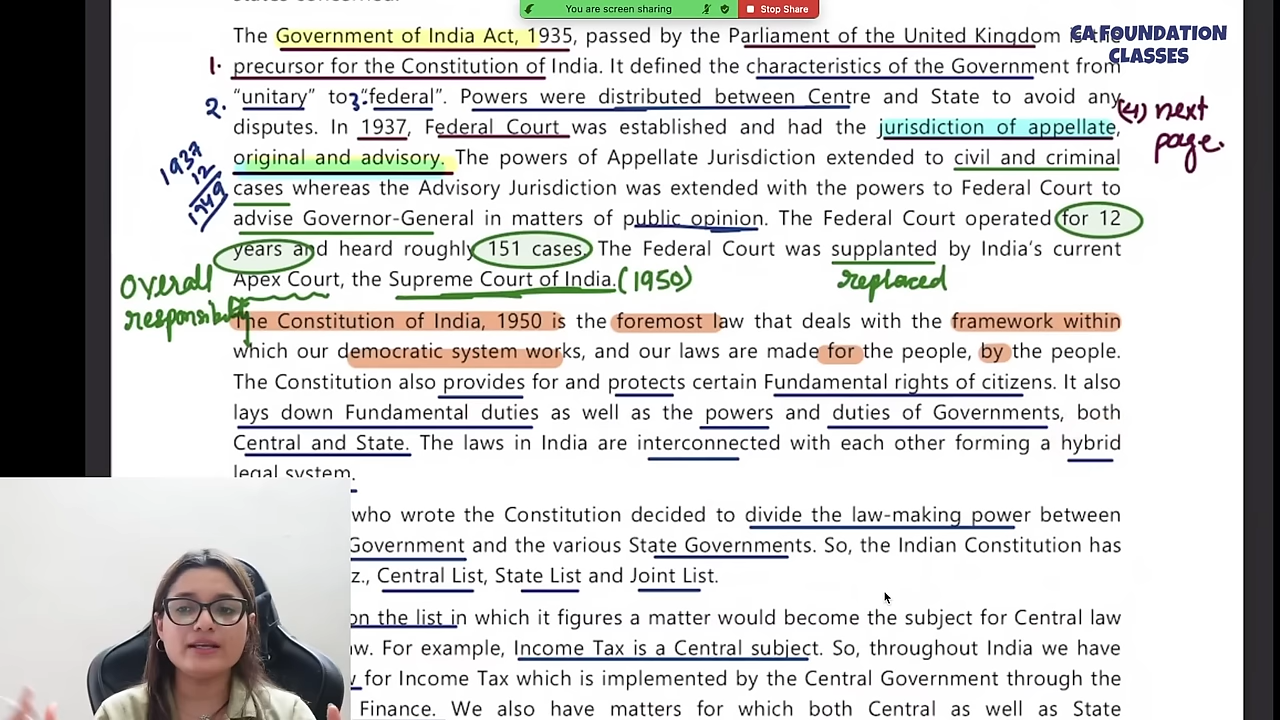 You are screen sharing Stop Share
CA FOUNDATION
CLASSES
The Government of India Act, 1935, passed by the Parliament of the United Kingdom is the
1. precursor for the Constitution of India. It defined the characteristics of the Government from
2. "unitary" to 3. "federal". Powers were distributed between Centre and State to avoid any
(4) next
page.
disputes. In 1937, Federal Court was established and had the jurisdiction of appellate,
original and advisory. The powers of Appellate Jurisdiction extended to civil and criminal
1937
12
1949
cases whereas the Advisory Jurisdiction was extended with the powers to Federal Court to
advise Governor-General in matters of public opinion. The Federal Court operated for 12
years and heard roughly 151 cases. The Federal Court was supplanted by India's current
Apex Court, the Supreme Court of India. (1950) replaced
overall
responsibility
The Constitution of India, 1950 is the foremost law that deals with the framework within
which our democratic system works, and our laws are made for the people, by the people.
The Constitution also provides for and protects certain Fundamental rights of citizens. It also
lays down Fundamental duties as well as the powers and duties of Governments, both
Central and State. The laws in India are interconnected with each other forming a hybrid
legal system.
who wrote the Constitution decided to divide the law-making power between
Government and the various State Governments. So, the Indian Constitution has
z., Central List, State List and Joint List.
on the list in which it figures a matter would become the subject for Central law
w. For example, Income Tax is a Central subject. So, throughout India we have
for Income Tax which is implemented by the Central Government through the
Finance. We also have matters for which both Central as well as State